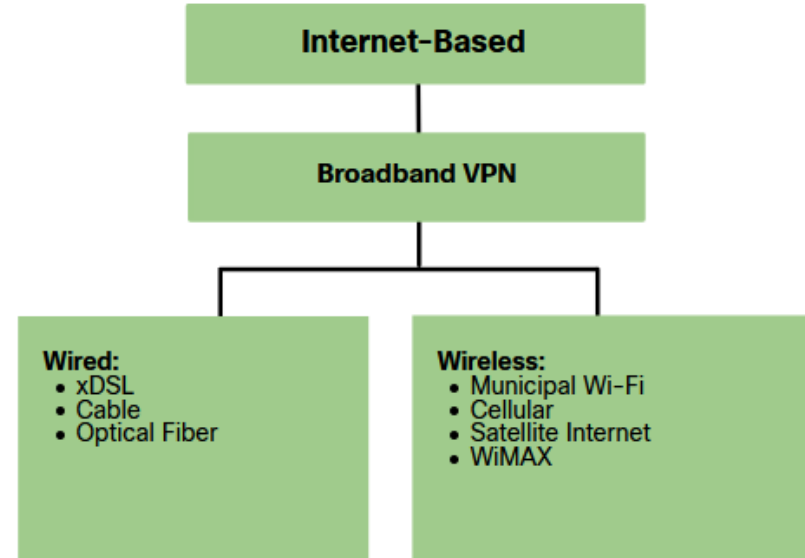 Internet-Based
Broadband VPN
Wired:
• xDSL
• Cable
• Optical Fiber
Wireless:
• Municipal Wi-Fi
• Cellular
• Satellite Internet
• WiMAX